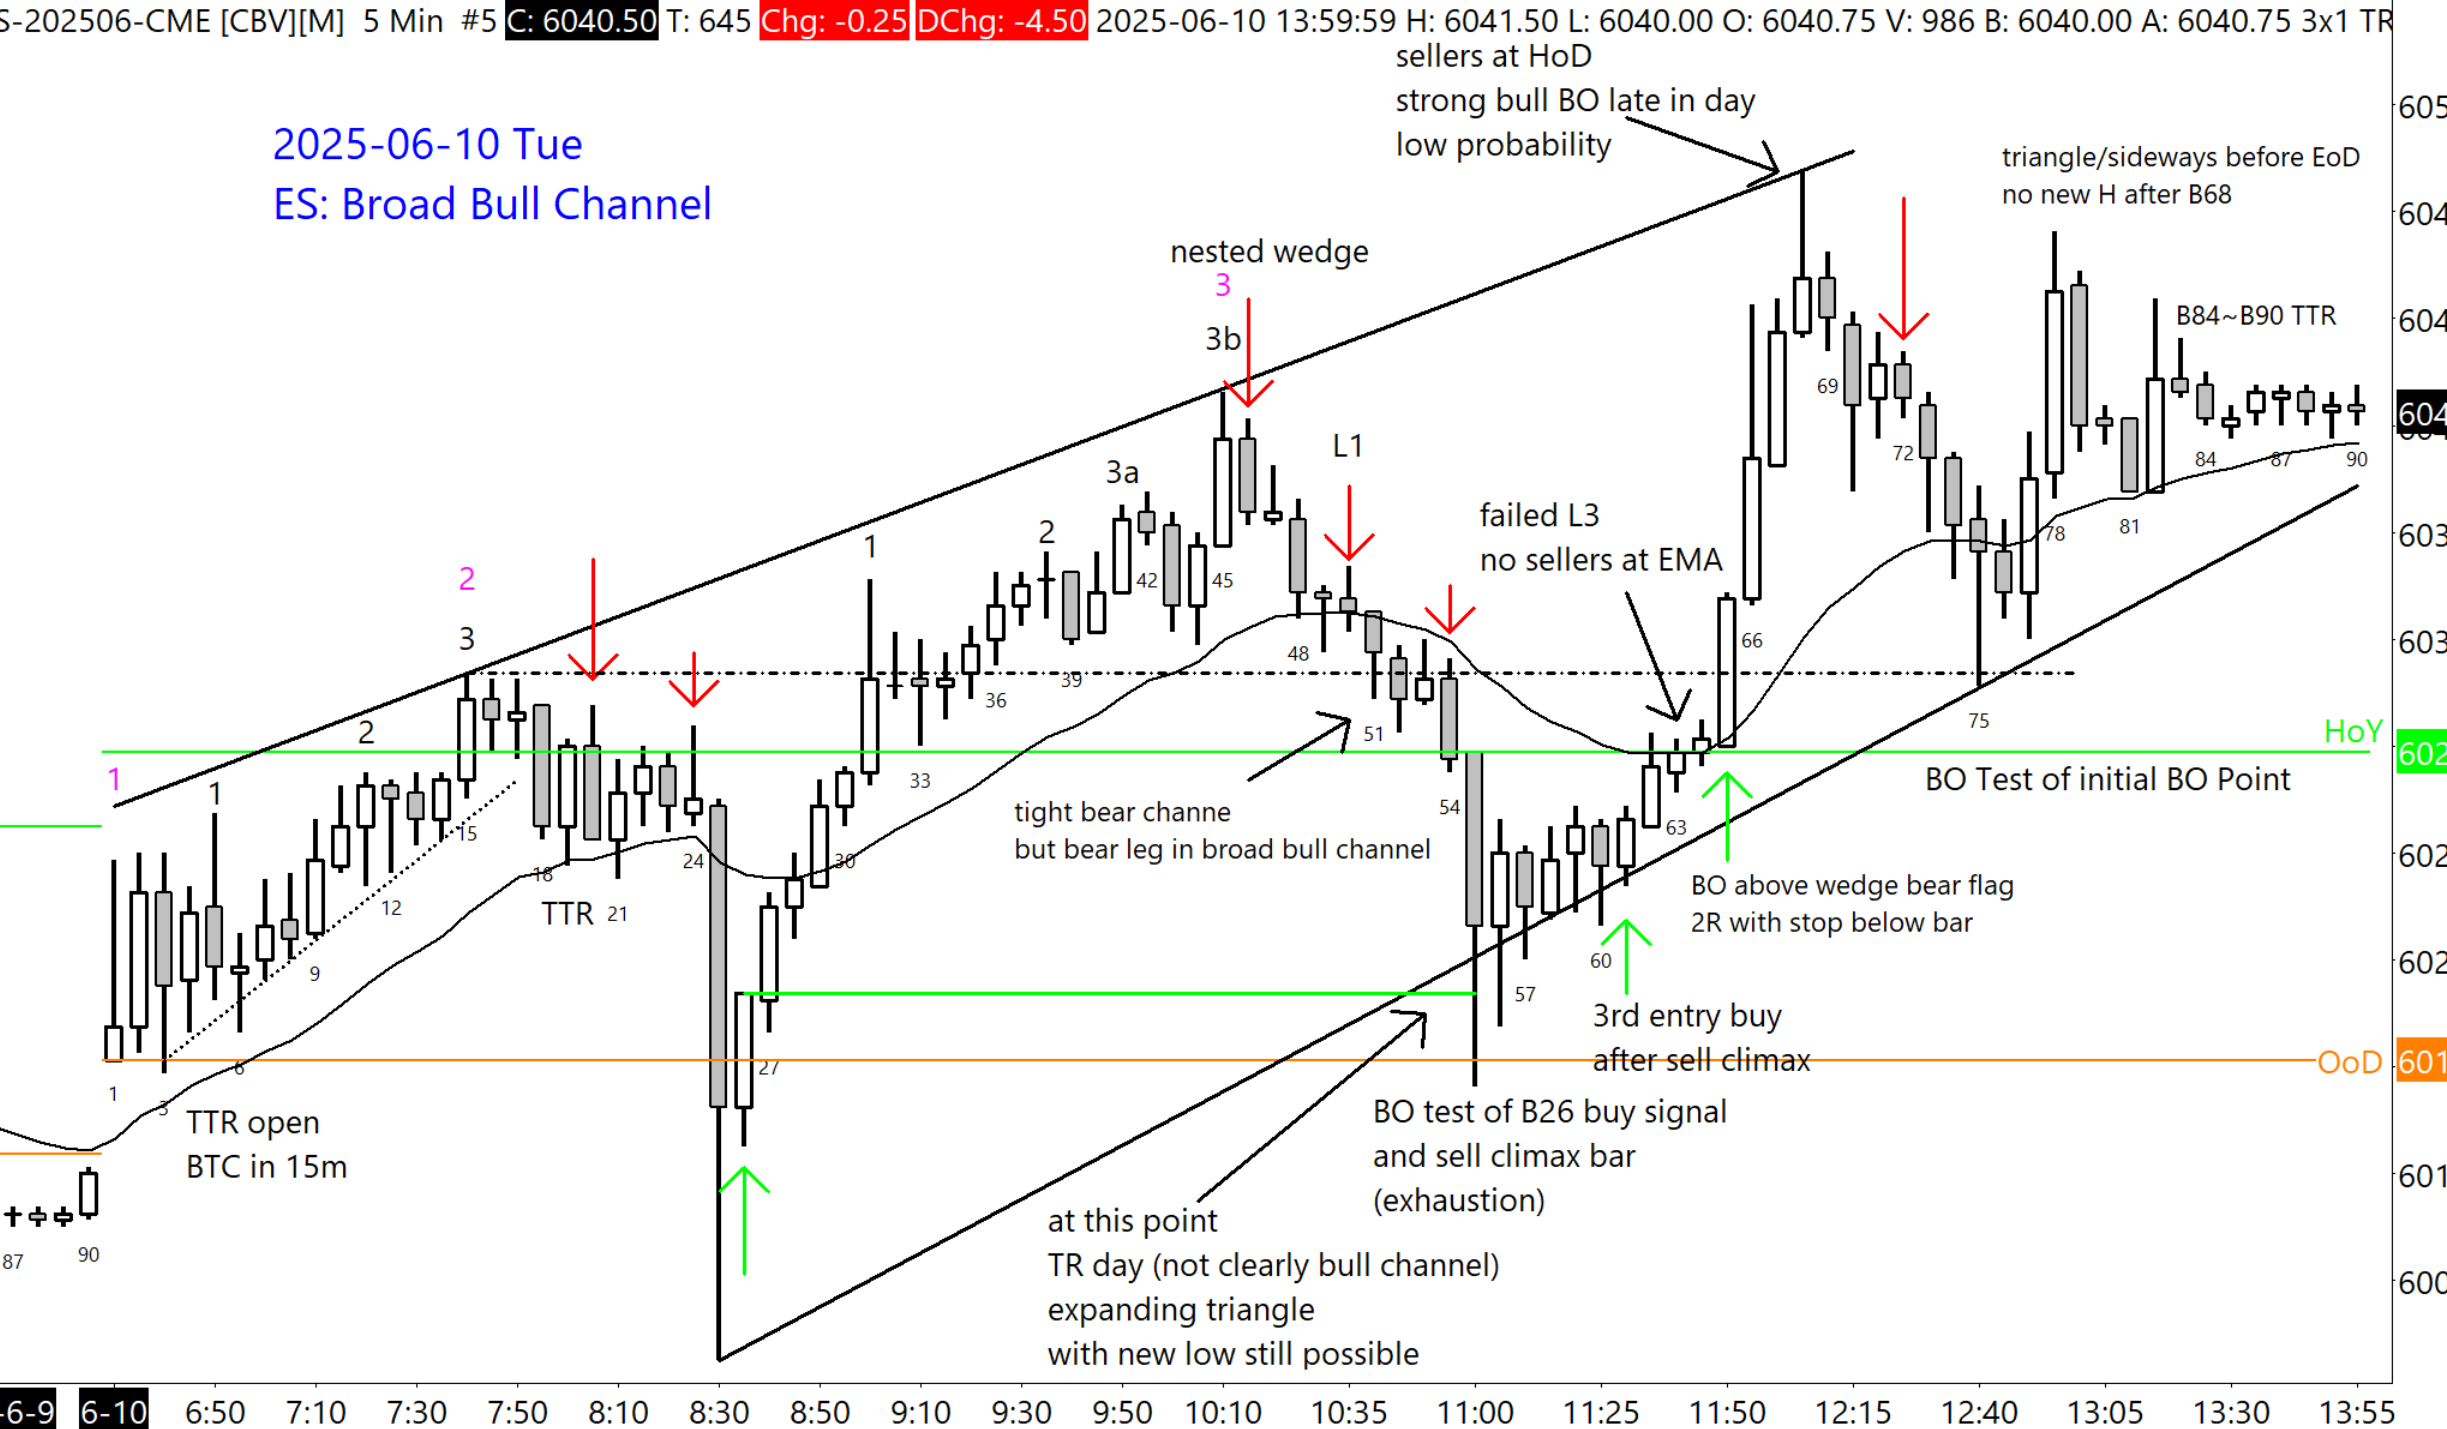 S-202506-CME [CBV][M] 5 Min #5 C: 6040.50 T: 645 Chg: -0.25 DChg: -4.50 2025-06-10 13:59:59 H: 6041.50 L: 6040.00 O: 6040.75 V: 986 B: 6040.00 A: 6040.75 3x1 TR
sellers at HoD
strong bull BO late in day
low probability
2025-06-10 Tue
ES: Broad Bull Channel
triangle/sideways before EoD
no new H after B68
nested wedge
3
3b
B84~B90 TTR
L1
3a
failed L3
no sellers at EMA
1
2
2
3
2
1
1
HoY
BO Test of initial BO Point
tight bear channe
but bear leg in broad bull channel
BO above wedge bear flag
2R with stop below bar
TTR
3rd entry buy
after sell climax
OoD
TTR open
BTC in 15m
BO test of B26 buy signal
and sell climax bar
(exhaustion)
at this point
TR day (not clearly bull channel)
expanding triangle
with new low still possible
87
90
1
3
6
9
12
15
18
21
24
27
30
33
36
39
42
45
48
51
54
57
60
63
66
69
72
75
78
81
84
87
90
605
604
604
604
603
603
602
602
602
601
601
600
-6-9
6-10
6:50
7:10
7:30
7:50
8:10
8:30
8:50
9:10
9:30
9:50
10:10
10:35
11:00
11:25
11:50
12:15
12:40
13:05
13:30
13:55